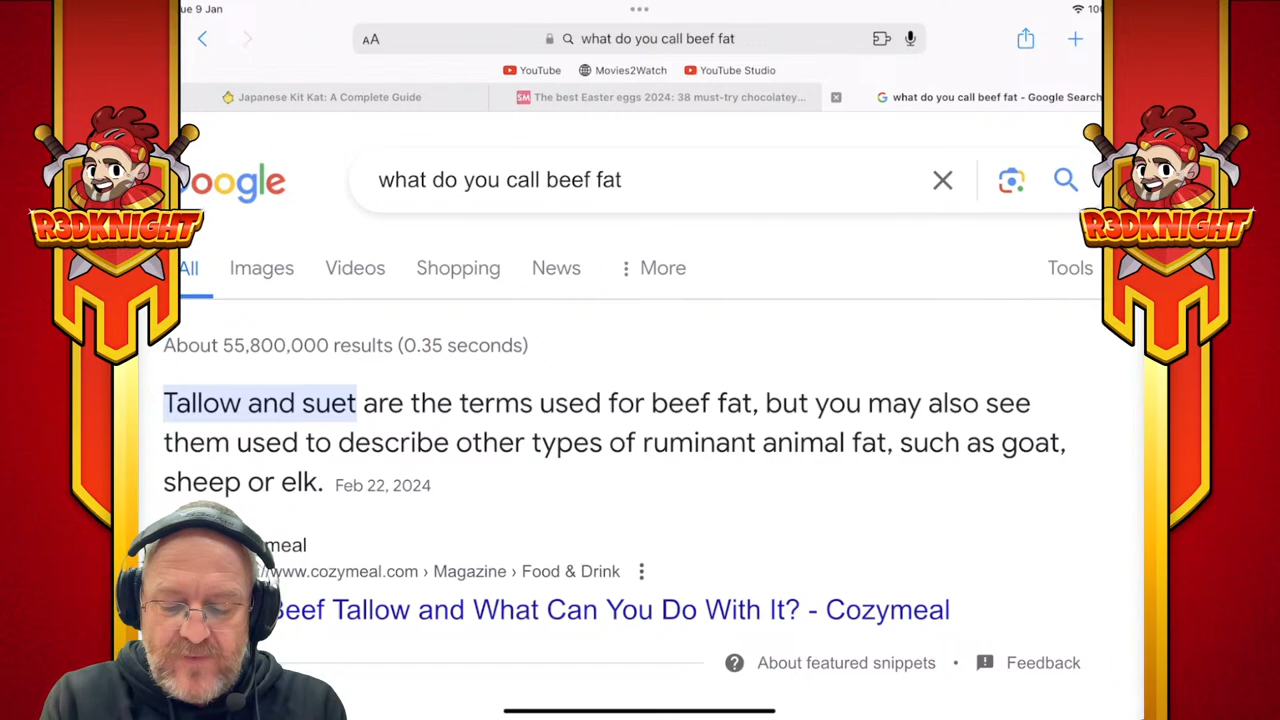 ue 9 Jan
100
AA
what do you call beef fat
YouTube
Movies2Watch
YouTube Studio
Japanese Kit Kat: A Complete Guide
SM
The best Easter eggs 2024: 38 must-try chocolatey...
G
what do you call beef fat - Google Search
R3DKNIGHT
oogle
what do you call beef fat
R3DKNIGHT
All
Images
Videos
Shopping
News
More
Tools
About 55,800,000 results (0.35 seconds)
Tallow and suet are the terms used for beef fat, but you may also see
them used to describe other types of ruminant animal fat, such as goat,
sheep or elk. Feb 22, 2024
meal
//www.cozymeal.com › Magazine › Food & Drink
Beef Tallow and What Can You Do With It? - Cozymeal
About featured snippets
•
Feedback